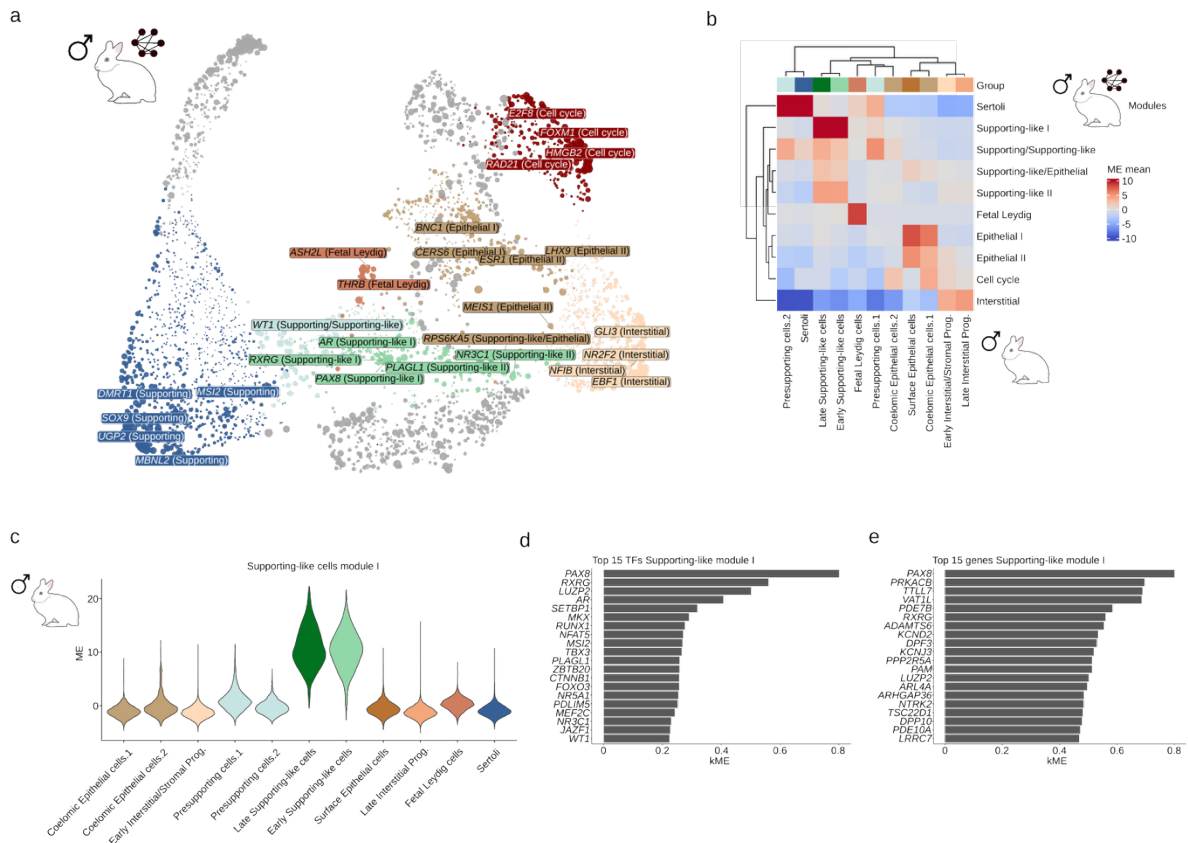 a
E2F8 (Cell cycle)
FOXM1 (Cell cycle)
HMGB2 (Cell cycle)
RAD21 (Cell cycle)
BNC1 (Epithelial I)
ASH2L (Fetal Leydig)
CERS6 (Epithelial I)
LHX9 (Epithelial II)
ESR1 (Epithelial II)
THRB (Fetal Leydig)
MEIS1 (Epithelial II)
WT1 (Supporting/Supporting-like)
AR (Supporting-like I)
RPS6KA5 (Supporting-like/Epithelial)
GLI3 (Interstitial)
RXRG (Supporting-like I)
NR3C1 (Supporting-like II)
NR2F2 (Interstitial)
PLAGL1 (Supporting-like II)
NFIB (Interstitial)
PAX8 (Supporting-like I)
EBF1 (Interstitial)
DMRT1 (Supporting)
MSI2 (Supporting)
SOX9 (Supporting)
UGP2 (Supporting)
MBNL2 (Supporting)
b
Group
Sertoli
Supporting-like I
Supporting/Supporting-like
Supporting-like/Epithelial
Supporting-like II
Fetal Leydig
Epithelial I
Epithelial II
Cell cycle
Interstitial
Modules
ME mean
10
5
0
-5
-10
Presupporting cells.2
Sertoli
Late Supporting-like cells
Early Supporting-like cells
Fetal Leydig cells
Presupporting cells.1
Coelomic Epithelial cells.2
Surface Epithelial cells
Coelomic Epithelial cells.1
Early Interstitial/Stromal Prog.
Late Interstitial Prog.
c
Supporting-like cells module I
ME
20
10
0
Coelomic Epithelial cells.1
Coelomic Epithelial cells.2
Early Interstitial/Stromal Prog.
Presupporting cells.1
Presupporting cells.2
Late Supporting-like cells
Early Supporting-like cells
Surface Epithelial cells
Late Interstitial Prog.
Fetal Leydig cells
Sertoli
d
Top 15 TFs Supporting-like module I
PAX8
RXRG
LUZP2
AR
SETBP1
MKX
RUNX1
NFAT5
MSI2
TBX3
PLAGL1
ZBTB20
CTNNB1
FOXO3
NR5A1
PDLIM5
MEF2C
NR3C1
JAZF1
WT1
0 0.2 0.4 0.6 0.8
kME
e
Top 15 genes Supporting-like module I
PAX8
PRKACB
TTLL7
VAT1L
PDE7B
RXRG
ADAMTS6
KCND2
DPF3
KCNJ3
PPP2R5A
PAM
LUZP2
ARL4A
ARHGAP36
NTRK2
TSC22D1
DPP10
PDE10A
LRRC7
0 0.2 0.4 0.6 0.8
kME